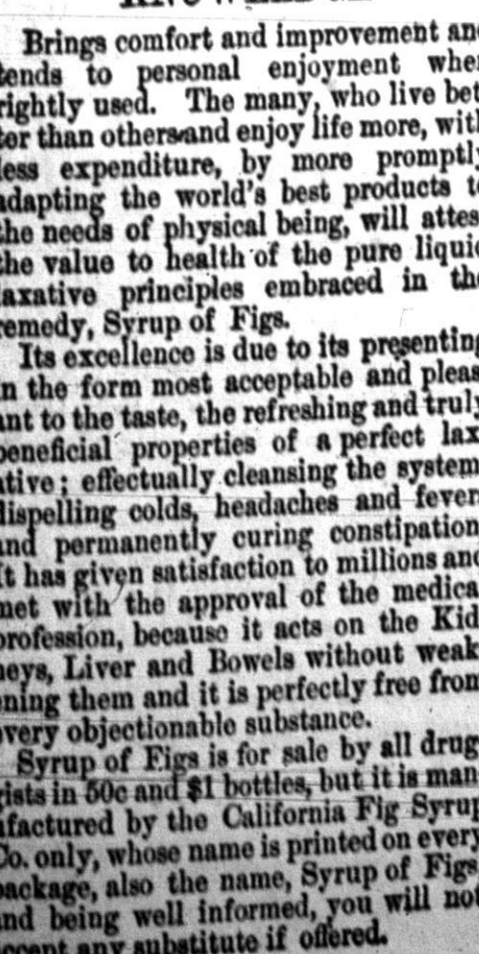 Brings comfort and improvement an
tends to personal enjoyment whe
rightly used. The many, who live bet
ter than others and enjoy life more, wit
less expenditure, by more promptly
adapting the world's best products t
the needs of physical being, will attes
the value to health of the pure liqui
laxative principles embraced in the
remedy, Syrup of Figs.
Its excellence is due to its presenting
in the form most acceptable and pleas
ant to the taste, the refreshing and truly
beneficial properties of a perfect lax
ative; effectually cleansing the system
dispelling colds, headaches and fever
and permanently curing constipation
It has given satisfaction to millions and
met with the approval of the medica
profession, because it acts on the Kid
neys, Liver and Bowels without weak
ening them and it is perfectly free from
every objectionable substance.
Syrup of Figs is for sale by all drug
gists in 50c and $1 bottles, but it is man
ufactured by the California Fig Syrup
Co. only, whose name is printed on every
package, also the name, Syrup of Figs
and being well informed, you will not
accept any substitute if offered.